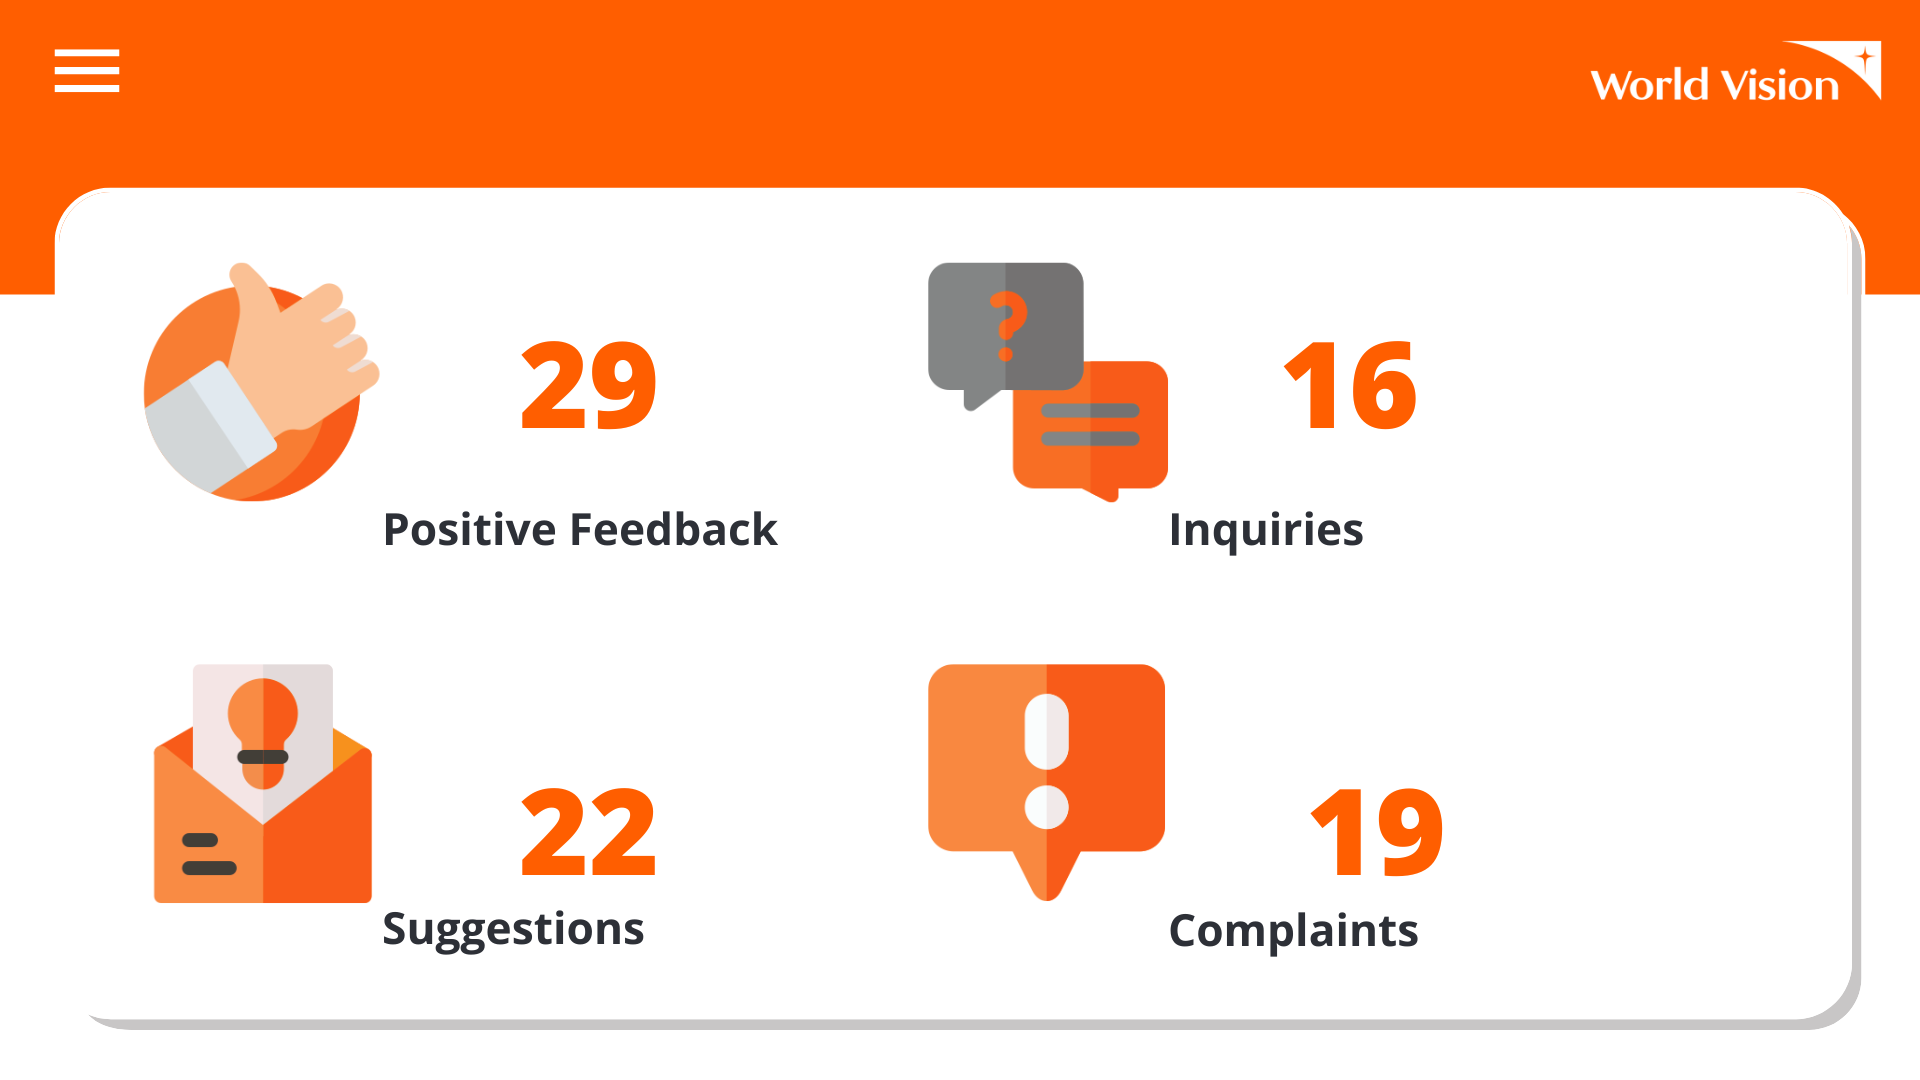 World Vision
29
Positive Feedback
?
16
Inquiries
22
Suggestions
19
Complaints